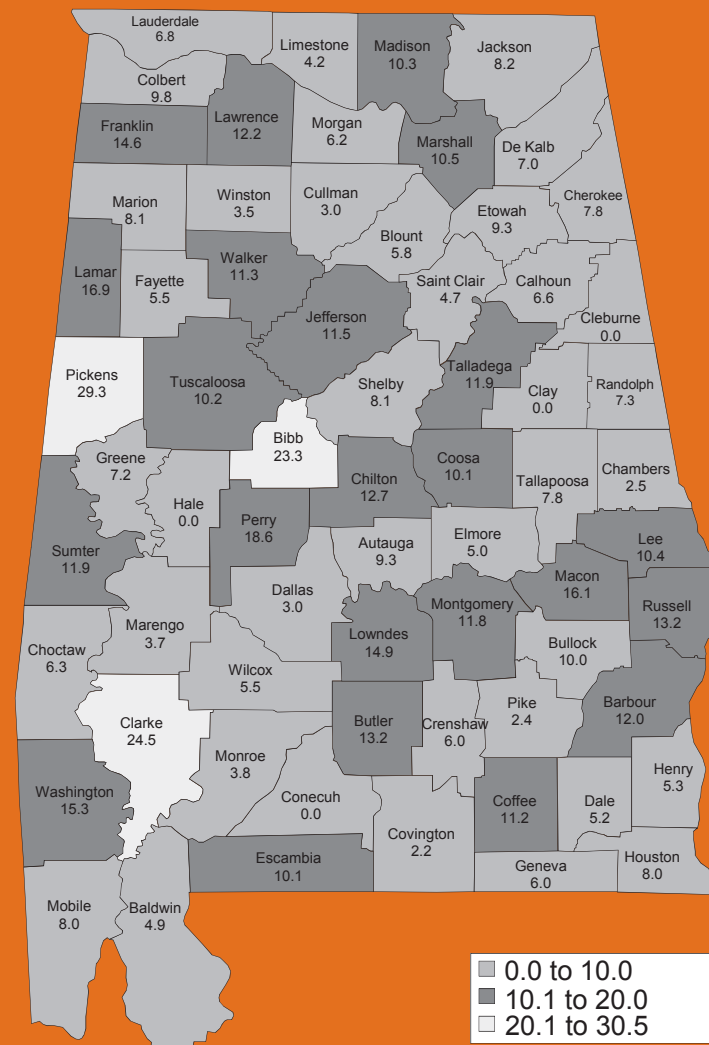 Lauderdale
6.8
Limestone
4.2
Madison
10.3
Jackson
8.2
Colbert
9.8
Franklin
14.6
Lawrence
12.2
Morgan
6.2
Marshall
10.5
De Kalb
7.0
Cherokee
7.8
Marion
8.1
Winston
3.5
Cullman
3.0
Etowah
9.3
Blount
5.8
Lamar
16.9
Fayette
5.5
Walker
11.3
Saint Clair
4.7
Calhoun
6.6
Cleburne
0.0
Jefferson
11.5
Pickens
29.3
Tuscaloosa
10.2
Shelby
8.1
Talladega
11.9
Clay
0.0
Randolph
7.3
Bibb
23.3
Greene
7.2
Hale
0.0
Perry
18.6
Chilton
12.7
Coosa
10.1
Tallapoosa
7.8
Chambers
2.5
Sumter
11.9
Autauga
9.3
Elmore
5.0
Lee
10.4
Macon
16.1
Russell
13.2
Dallas
3.0
Marengo
3.7
Montgomery
11.8
Lowndes
14.9
Bullock
10.0
Choctaw
6.3
Wilcox
5.5
Clarke
24.5
Butler
13.2
Crenshaw
6.0
Pike
2.4
Barbour
12.0
Monroe
3.8
Washington
15.3
Conecuh
0.0
Coffee
11.2
Dale
5.2
Henry
5.3
Covington
2.2
Escambia
10.1
Geneva
6.0
Houston
8.0
Mobile
8.0
Baldwin
4.9
0.0 to 10.0
10.1 to 20.0
20.1 to 30.5